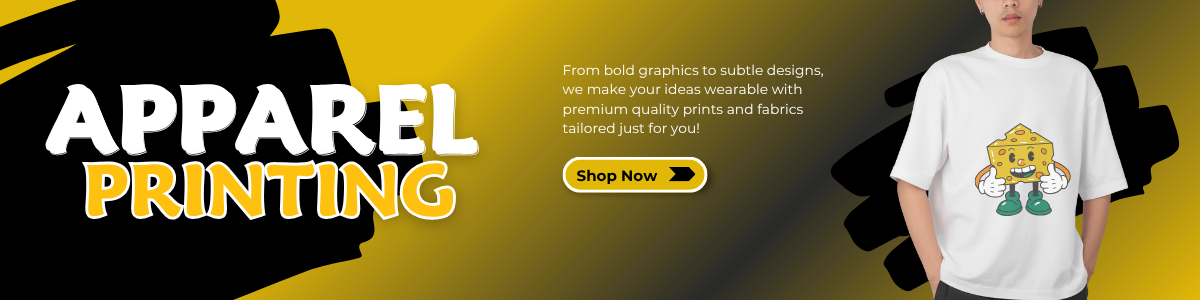 APPAREL
PRINTING
From bold graphics to subtle designs,
we make your ideas wearable with
premium quality prints and fabrics
tailored just for you!
Shop Now